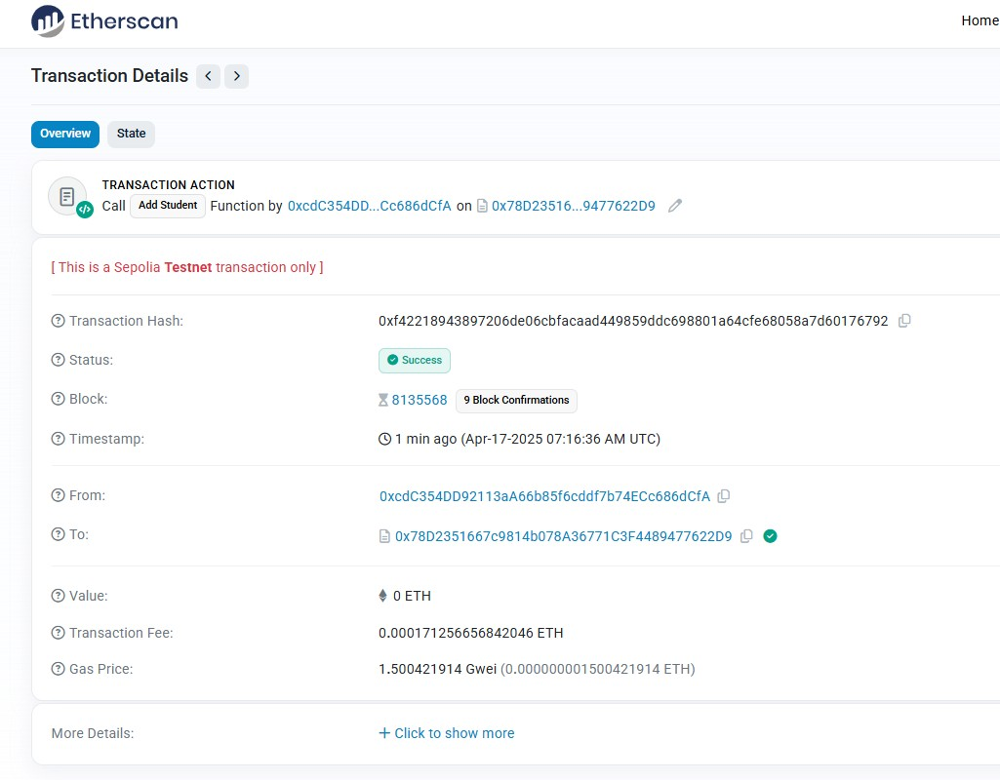 Etherscan
Home
Transaction Details
Overview State
TRANSACTION ACTION
Call Add Student Function by 0xcdC354DD...Cc686dCfA on 0x78D23516...9477622D9
[ This is a Sepolia Testnet transaction only ]
Transaction Hash: 0xf42218943897206de06cbfacaad449859ddc698801a64cfe68058a7d60176792
Status: Success
Block: 8135568 9 Block Confirmations
Timestamp: 1 min ago (Apr-17-2025 07:16:36 AM UTC)
From: 0xcdC354DD92113aA66b85f6cddf7b74ECc686dCfA
To: 0x78D2351667c9814b078A36771C3F4489477622D9
Value: 0 ETH
Transaction Fee: 0.000171256656842046 ETH
Gas Price: 1.500421914 Gwei (0.000000001500421914 ETH)
More Details: + Click to show more